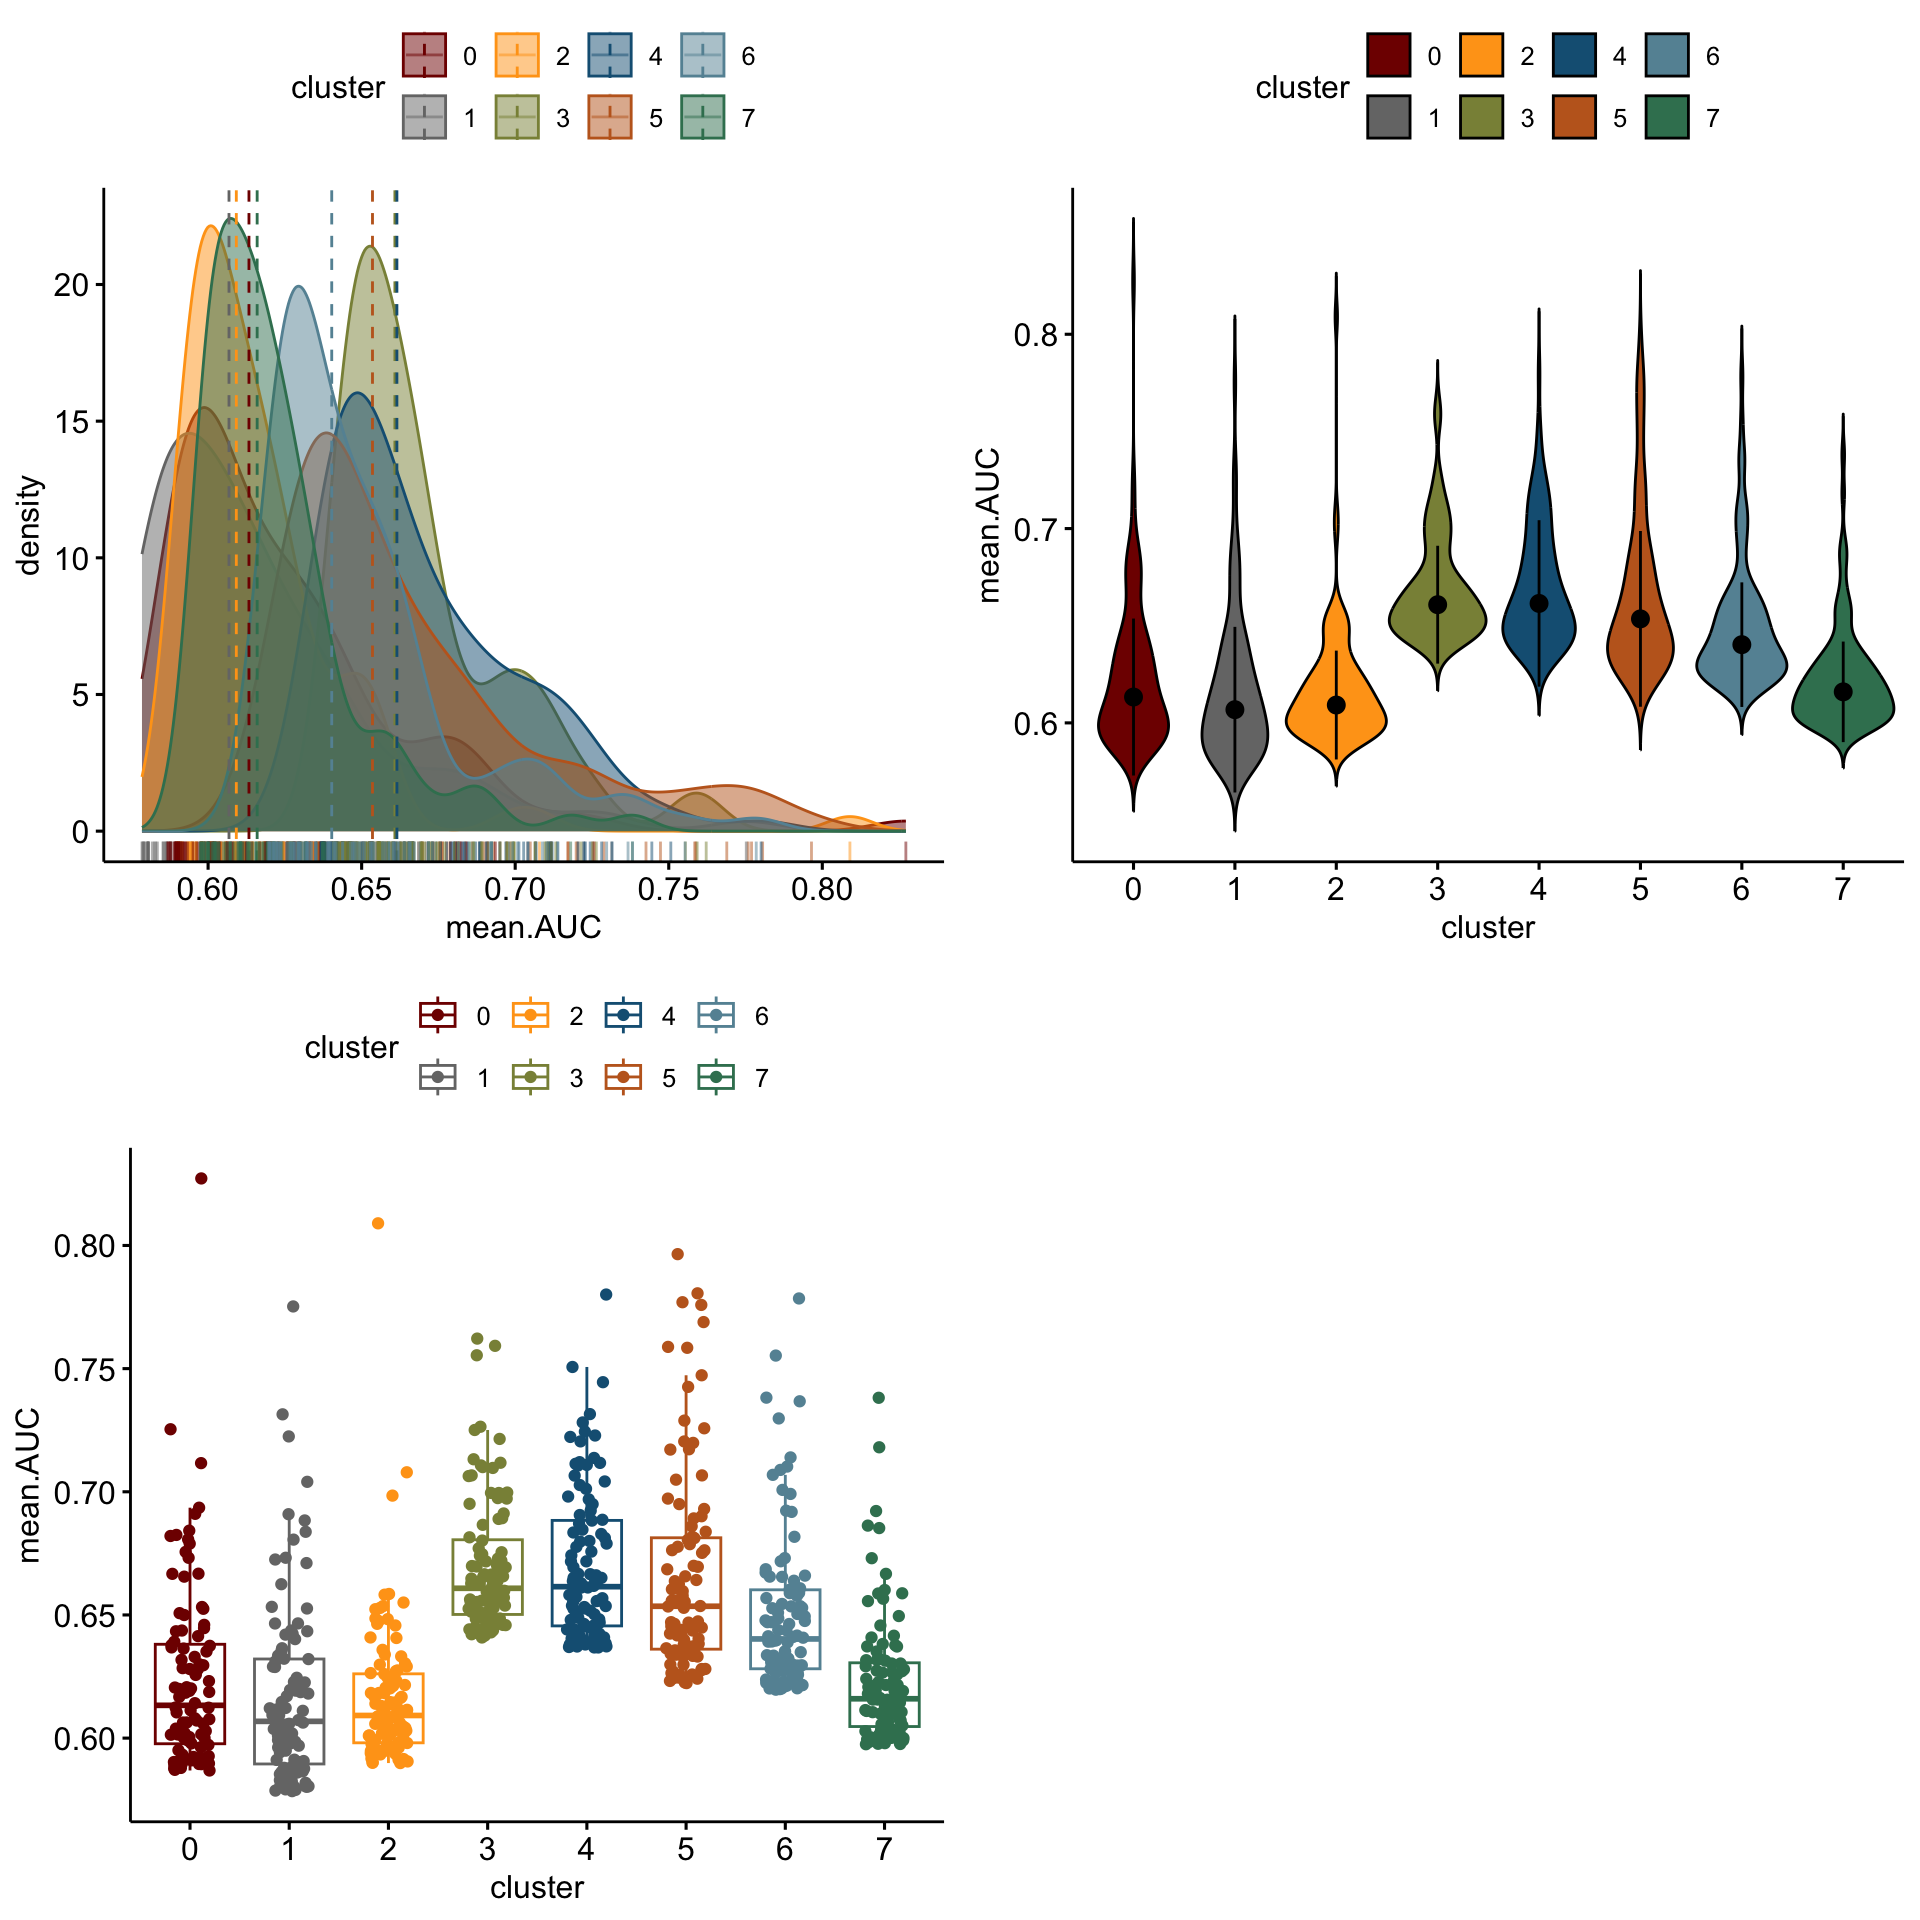 cluster 0 2 4 6
1 3 5 7
density
20
15
10
5
0
0.60 0.65 0.70 0.75 0.80
mean.AUC
cluster 0 2 4 6
1 3 5 7
mean.AUC
0.8
0.7
0.6
0 1 2 3 4 5 6 7
cluster
cluster 0 2 4 6
1 3 5 7
mean.AUC
0.80
0.75
0.70
0.65
0.60
0 1 2 3 4 5 6 7
cluster